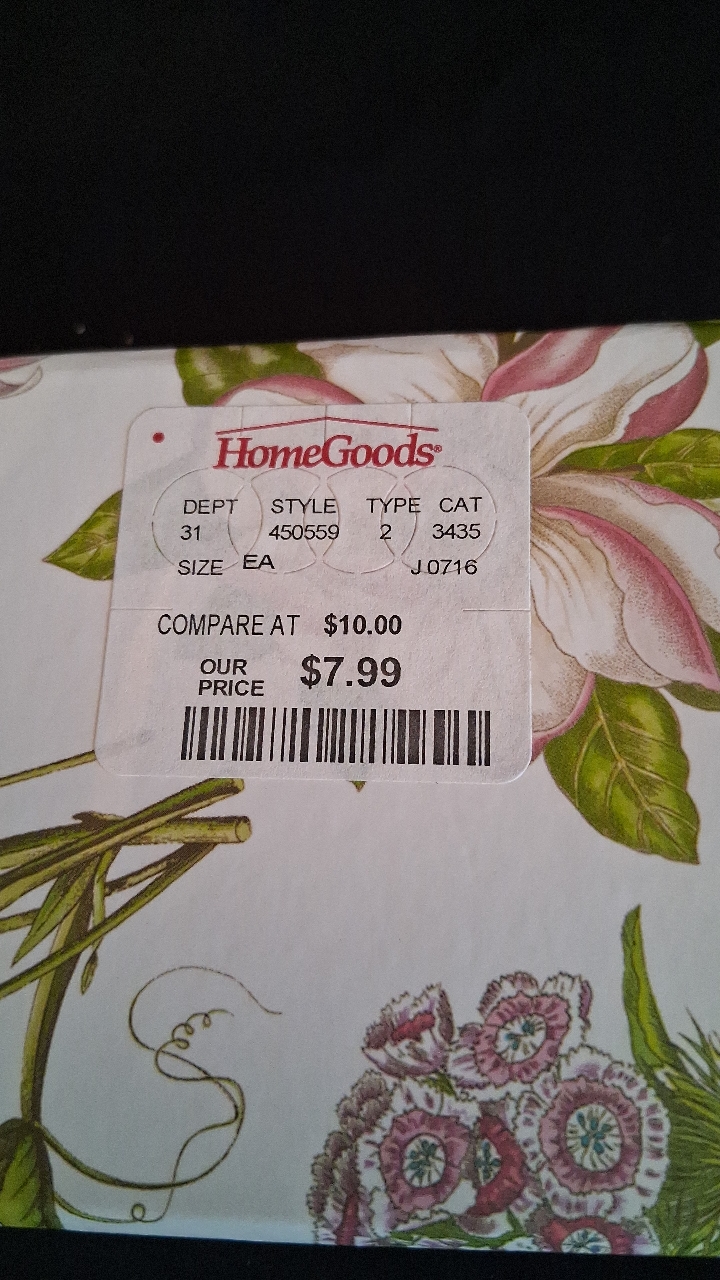 HomeGoods®
DEPT STYLE TYPE CAT
31 450559 2 3435
SIZE EA J0716
COMPARE AT $10.00
OUR PRICE $7.99